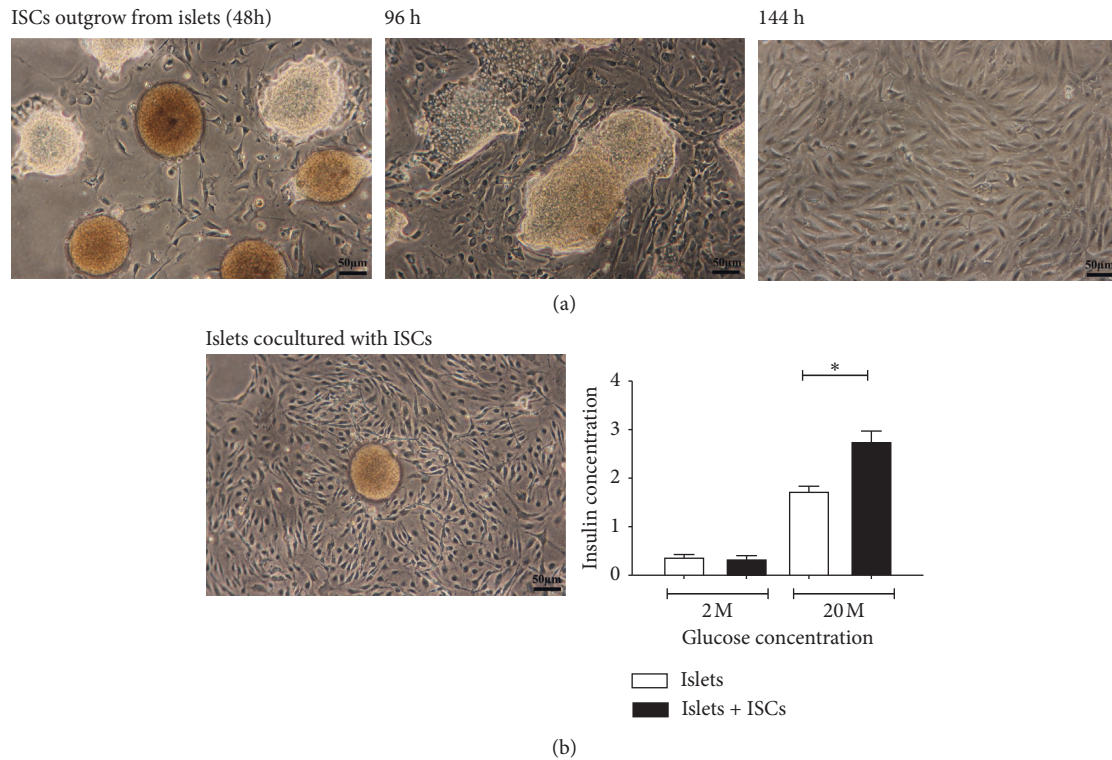 ISCs outgrow from islets (48h)
96 h
144 h
50μm
50μm
50μm
(a)
Islets cocultured with ISCs
50μm
Insulin concentration
4
3
2
1
0
*
2 M
20 M
Glucose concentration
Islets
Islets + ISCs
(b)